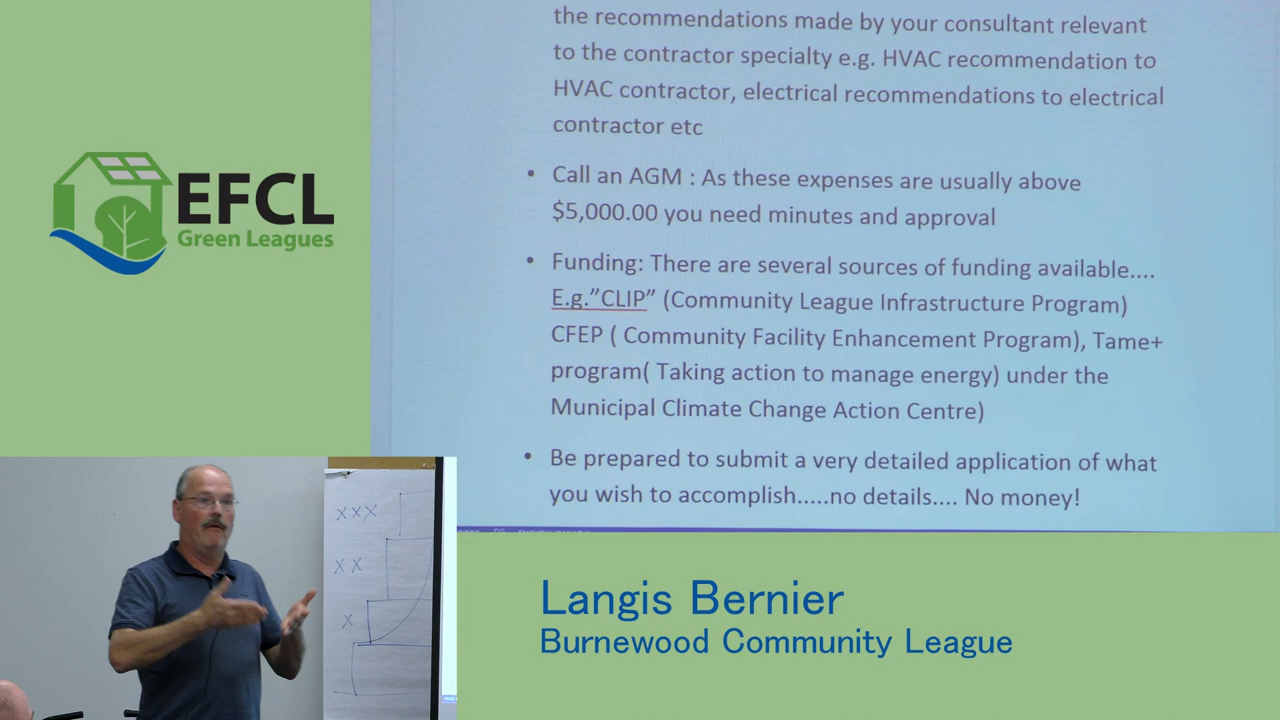 the recommendations made by your consultant relevant
to the contractor specialty e.g. HVAC recommendation to
HVAC contractor, electrical recommendations to electrical
contractor etc
• Call an AGM : As these expenses are usually above
$5,000.00 you need minutes and approval
• Funding: There are several sources of funding available....
E.g.”CLIP” (Community League Infrastructure Program)
CFEP ( Community Facility Enhancement Program), Tame+
program( Taking action to manage energy) under the
Municipal Climate Change Action Centre)
• Be prepared to submit a very detailed application of what
you wish to accomplish.....no details.... No money!
EFCL
Green Leagues
XXX
XX
X
Langis Bernier
Burnewood Community League